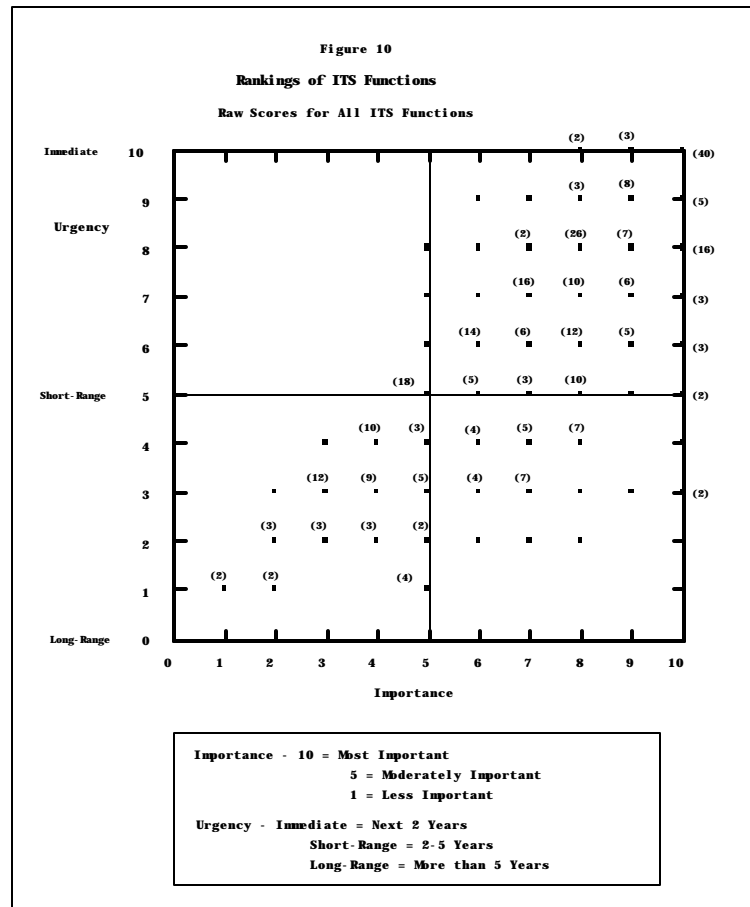 Figure 10
Rankings of ITS Functions
Raw Scores for All ITS Functions
(2) (3)
Immediate 10 (40)
(3) (8)
9 (5)
Urgency
(2) (26) (7)
8 (16)
(16) (10) (6)
7 (3)
(14) (6) (12) (5)
6 (3)
(18) (5) (3) (10)
Short-Range 5 (2)
(10) (3) (4) (5) (7)
4
(12) (9) (5) (4) (7)
3 (2)
(3) (3) (3) (2)
2
(2) (2) (4)
1
Long-Range 0
0 1 2 3 4 5 6 7 8 9 10
Importance
Importance - 10 = Most Important
5 = Moderately Important
1 = Less Important
Urgency - Immediate = Next 2 Years
Short-Range = 2-5 Years
Long-Range = More than 5 Years